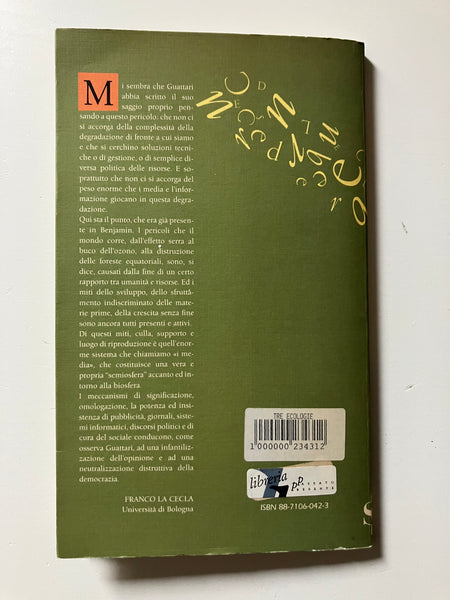 Mi sembra che Guattari
abbia scritto il suo
saggio proprio pen-
sando a questo pericolo: che non ci
si accorga della complessità della
degradazione di fronte a cui stiamo
e che si cerchino soluzioni tecni-
che o di gestione, o di semplice di-
versa politica delle risorse. E so-
prattutto che non ci si accorga del
peso enorme che i media e l'infor-
mazione giocano in questa degra-
dazione.
Qui sta il punto, che era già presen-
te in Benjamin. I pericoli che il
mondo corre, dall'effetto serra al
buco dell'ozono, alla distruzione
delle foreste equatoriali, sono, si
dice, causati dalla fine di un certo
rapporto tra umanità e risorse. Ed i
miti dello sviluppo, dello sfrutta-
mento indiscriminato delle mate-
rie prime, della crescita senza fine
sono ancora tutti presenti e attivi.
Di questi miti, culla, supporto e
luogo di riproduzione è quell'enor-
me sistema che chiamiamo «i me-
dia», che costituisce una vera e
propria "semiosfera" accanto ed in-
torno alla biosfera
I meccanismi di significazione,
omologazione, la potenza ed in-
sistenza di pubblicità, giornali, siste-
mi informatici, discorsi politici e di
cura del sociale conducono, come
osserva Guattari, ad una infantiliz-
zazione dell'opinione e ad una
neutralizzazione distruttiva della
democrazia.
FRANCO LA CECLA
Università di Bologna
TRE ECOLOGIE
1000000 234312
libreria
PASSATO
PRESENTE
ISBN 88-7106-042-3